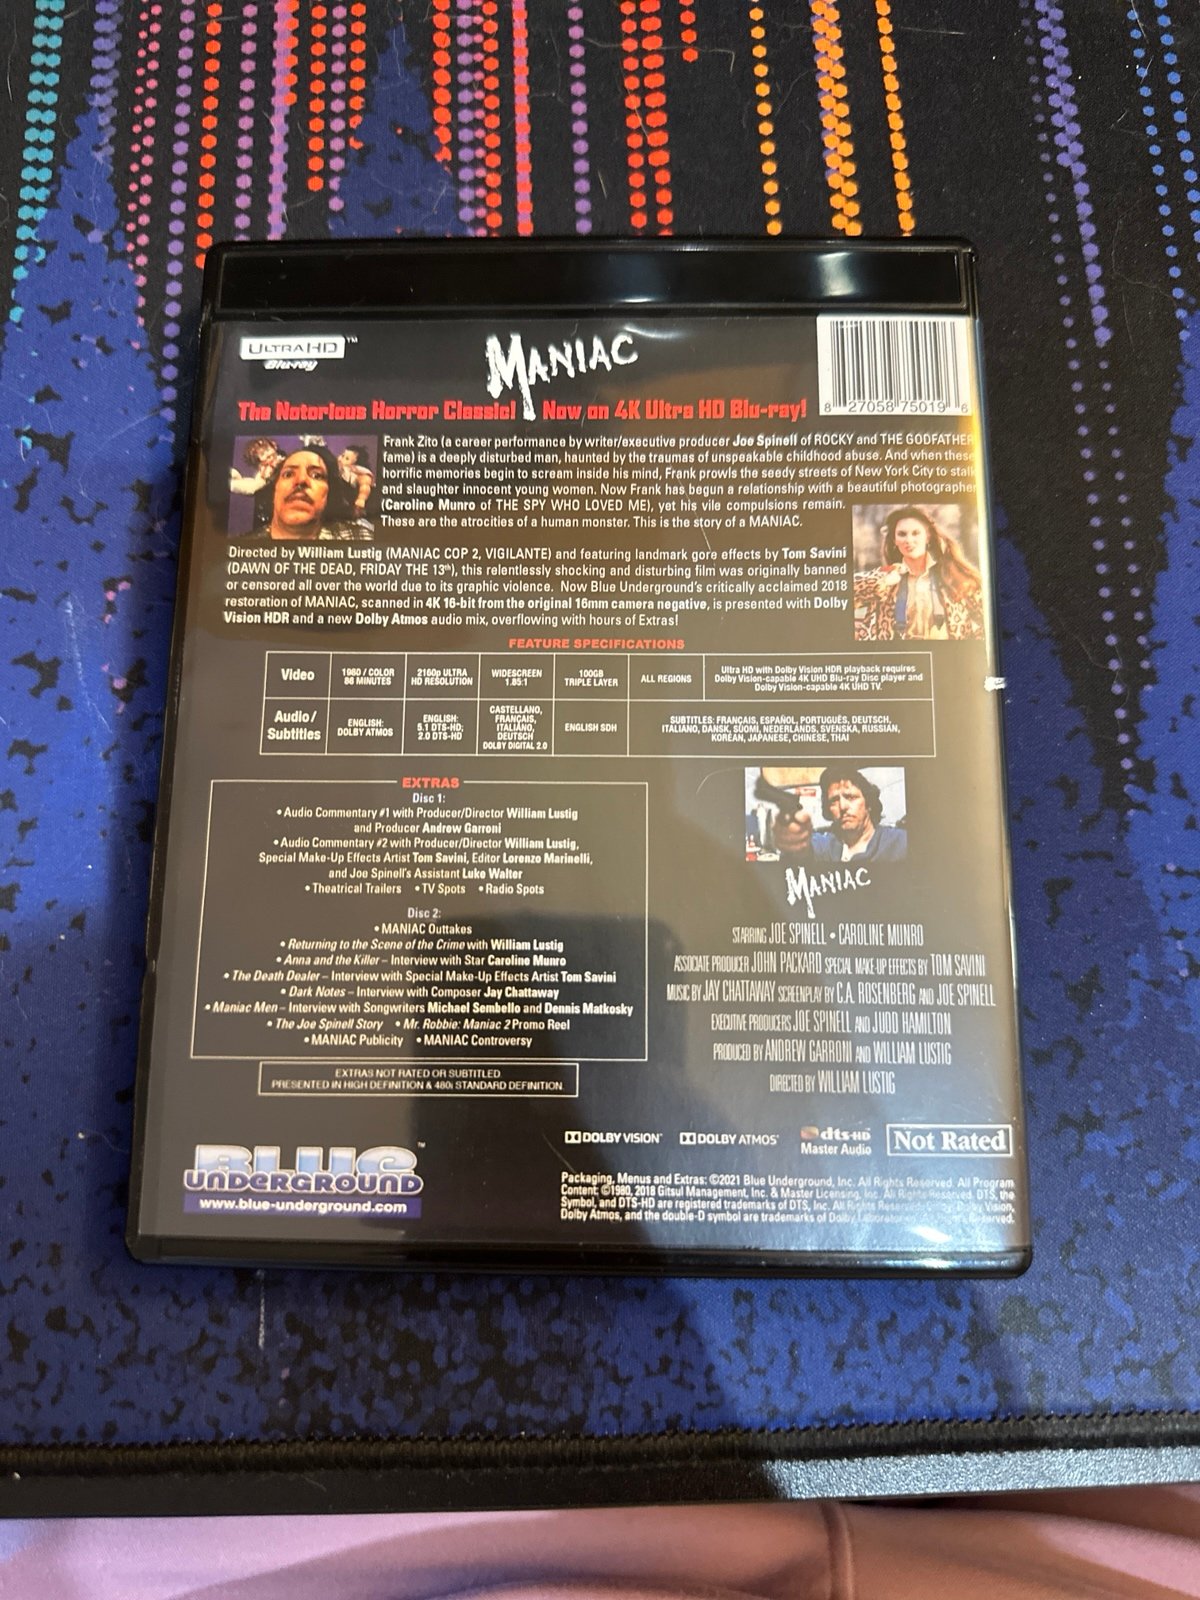 ULTRA HD™
Blu-ray
MANIAC
8 27058 75019 6
The Notorious Horror Classic! Now on 4K Ultra HD Blu-ray!
Frank Zito (a career performance by writer/executive producer Joe Spinell of ROCKY and THE GODFATHER
fame) is a deeply disturbed man, haunted by the traumas of unspeakable childhood abuse. And when these
horrific memories begin to scream inside his mind, Frank prowls the seedy streets of New York City to stalk
and slaughter innocent young women. Now Frank has begun a relationship with a beautiful photographer
(Caroline Munro of THE SPY WHO LOVED ME), yet his vile compulsions remain.
These are the atrocities of a human monster. This is the story of a MANIAC.
Directed by William Lustig (MANIAC COP 2, VIGILANTE) and featuring landmark gore effects by Tom Savini
(DAWN OF THE DEAD, FRIDAY THE 13th), this relentlessly shocking and disturbing film was originally banned
or censored all over the world due to its graphic violence. Now Blue Underground's critically acclaimed 2018
restoration of MANIAC, scanned in 4K 16-bit from the original 16mm camera negative, is presented with Dolby
Vision HDR and a new Dolby Atmos audio mix, overflowing with hours of Extras!
FEATURE SPECIFICATIONS
Video
1980 / COLOR
88 MINUTES
2160p ULTRA
HD RESOLUTION
WIDESCREEN
1.85:1
100GB
TRIPLE LAYER
ALL REGIONS
Ultra HD with Dolby Vision HDR playback requires
Dolby Vision-capable 4K UHD Blu-ray Disc player and
Dolby Vision-capable 4K UHD TV.
Audio/
Subtitles
ENGLISH:
DOLBY ATMOS
ENGLISH:
5.1 DTS-HD;
2.0 DTS-HD
CASTELLANO,
FRANÇAIS,
ITALIANO,
DEUTSCH
DOLBY DIGITAL 2.0
ENGLISH SDH
SUBTITLES: FRANÇAIS, ESPAÑOL, PORTUGUÊS, DEUTSCH,
ITALIANO, DANSK, SUOMI, NEDERLANDS, SVENSKA, RUSSIAN,
KOREAN, JAPANESE, CHINESE, THAI
EXTRAS
Disc 1:
• Audio Commentary #1 with Producer/Director William Lustig
and Producer Andrew Garroni
• Audio Commentary #2 with Producer/Director William Lustig,
Special Make-Up Effects Artist Tom Savini, Editor Lorenzo Marinelli,
and Joe Spinell's Assistant Luke Walter
• Theatrical Trailers • TV Spots • Radio Spots
Disc 2:
• MANIAC Outtakes
• Returning to the Scene of the Crime with William Lustig
• Anna and the Killer – Interview with Star Caroline Munro
• The Death Dealer – Interview with Special Make-Up Effects Artist Tom Savini
• Dark Notes – Interview with Composer Jay Chattaway
• Maniac Men – Interview with Songwriters Michael Sembello and Dennis Matkosky
• The Joe Spinell Story • Mr. Robbie: Maniac 2 Promo Reel
• MANIAC Publicity • MANIAC Controversy
EXTRAS NOT RATED OR SUBTITLED
PRESENTED IN HIGH DEFINITION & 480i STANDARD DEFINITION.
MANIAC
STARRING JOE SPINELL • CAROLINE MUNRO
ASSOCIATE PRODUCER JOHN PACKARD SPECIAL MAKE-UP EFFECTS BY TOM SAVINI
MUSIC BY JAY CHATTAWAY SCREENPLAY BY C.A. ROSENBERG AND JOE SPINELL
EXECUTIVE PRODUCERS JOE SPINELL AND JUDD HAMILTON
PRODUCED BY ANDREW GARRONI AND WILLIAM LUSTIG
DIRECTED BY WILLIAM LUSTIG
BLUE
UNDERGROUND™
www.blue-underground.com
DOLBY VISION™ DOLBY ATMOS® dts-HD
Master Audio
Not Rated
Packaging, Menus and Extras: ©2021 Blue Underground, Inc. All Rights Reserved. All Program
Content: ©1980, 2018 Gitsul Management, Inc. & Master Licensing, Inc. All Rights Reserved. DTS, the
Symbol, and DTS-HD are registered trademarks of DTS, Inc. All Rights Reserved. Dolby, Dolby Vision,
Dolby Atmos, and the double-D symbol are trademarks of Dolby Laboratories. All Rights Reserved.